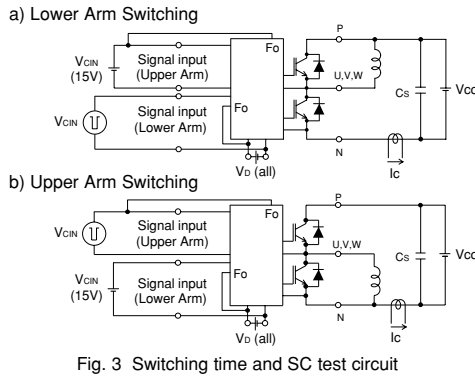 a) Lower Arm Switching
P
Fo
VCIN
(15V)
Signal input
(Upper Arm)
U,V,W
CS
VCC
VCIN
Signal input
(Lower Arm)
Fo
N
VD (all)
IC
b) Upper Arm Switching
P
Fo
VCIN
Signal input
(Upper Arm)
U,V,W
CS
VCC
VCIN
(15V)
Signal input
(Lower Arm)
Fo
N
VD (all)
IC
Fig. 3 Switching time and SC test circuit